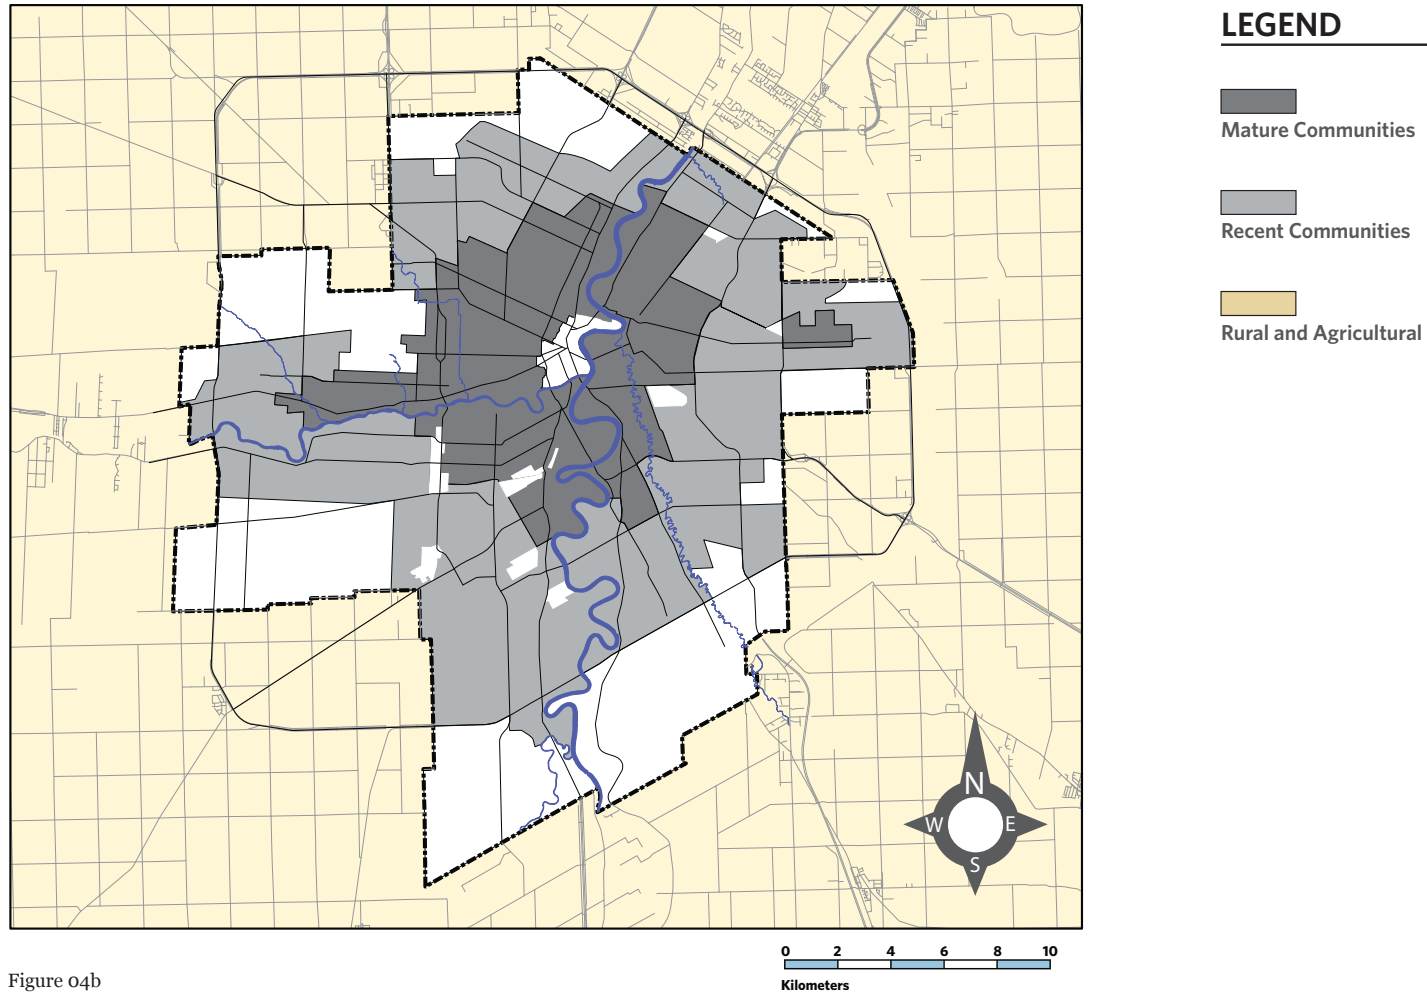 LEGEND
Mature Communities
Recent Communities
Rural and Agricultural
N
W E
S
0 2 4 6 8 10
Kilometers
Figure 04b